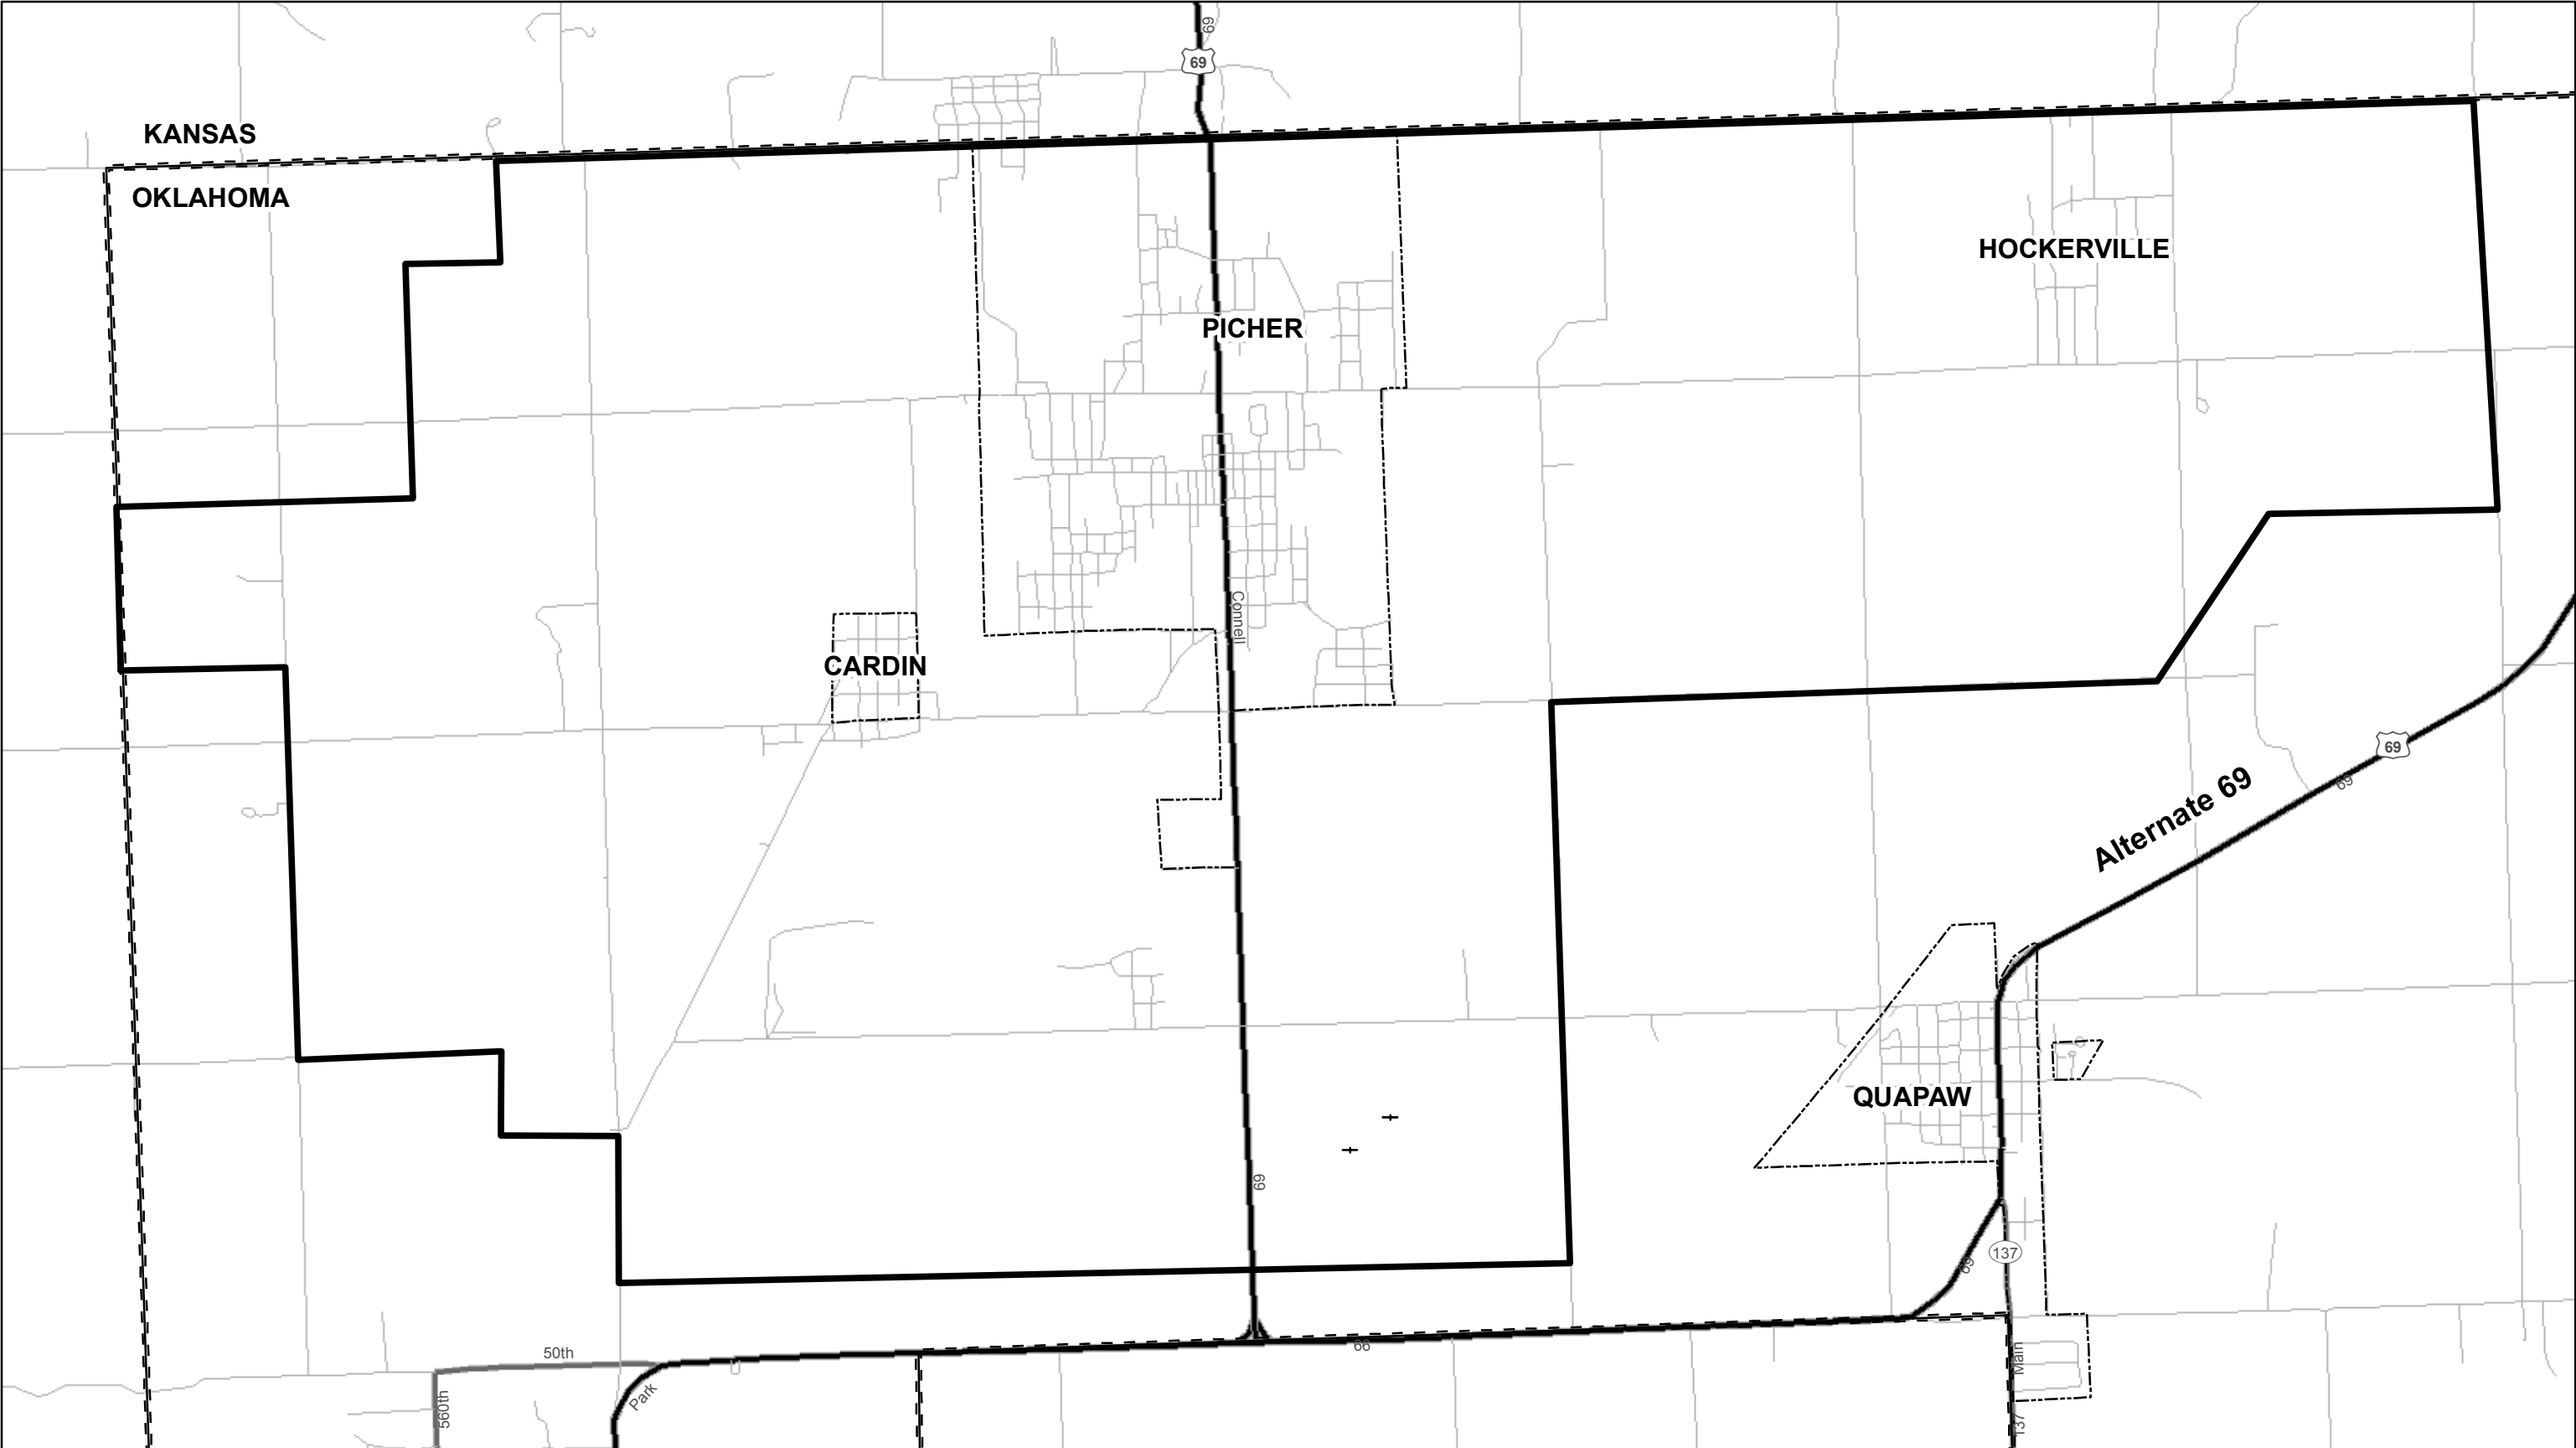 69
69
KANSAS
OKLAHOMA
HOCKERVILLE
PICHER
Connell
CARDIN
69
69
Alternate 69
QUAPAW
69
137
69
66
50th
Main
Park
560th
137